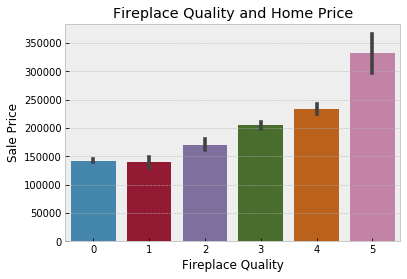 Fireplace Quality and Home Price
Sale Price
350000
300000
250000
200000
150000
100000
50000
0
0 1 2 3 4 5
Fireplace Quality